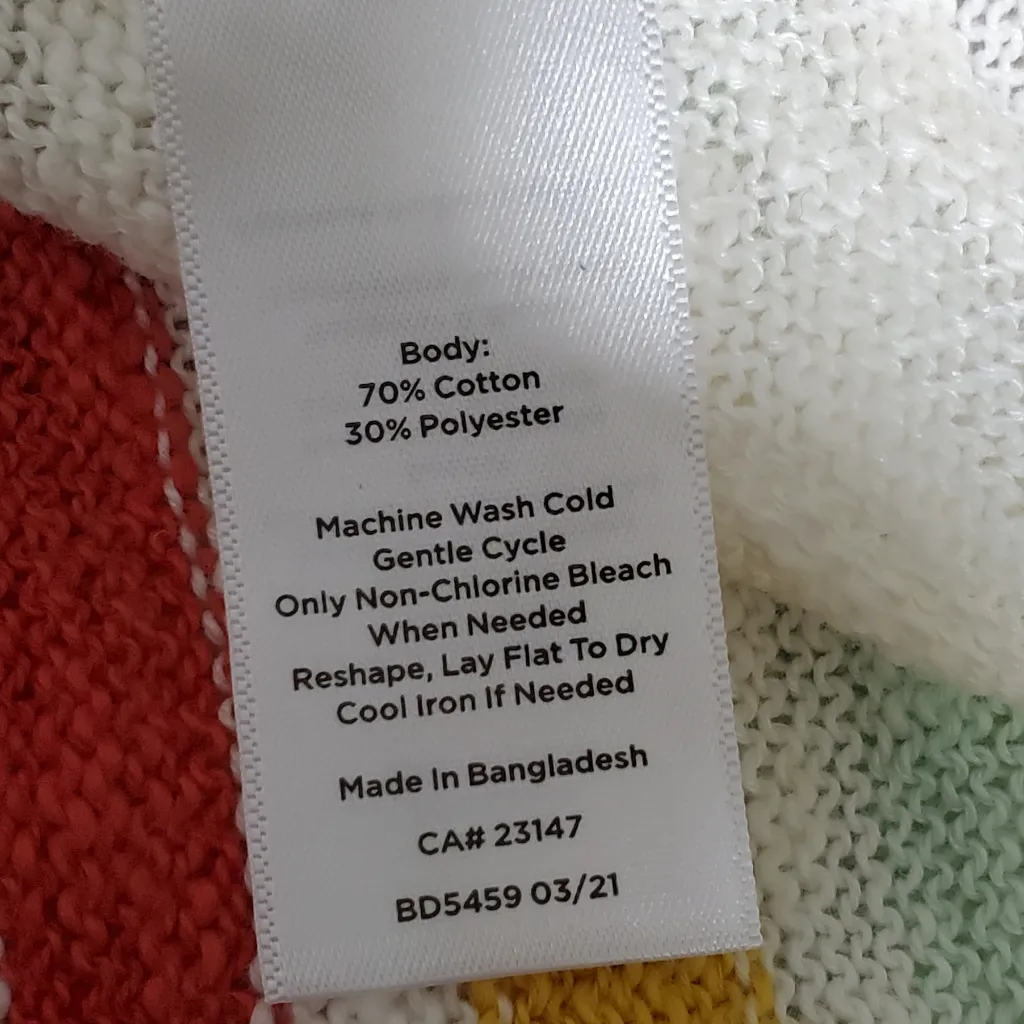 Body:
70% Cotton
30% Polyester
Machine Wash Cold
Gentle Cycle
Only Non-Chlorine Bleach
When Needed
Reshape, Lay Flat To Dry
Cool Iron If Needed
Made In Bangladesh
CA# 23147
BD5459 03/21